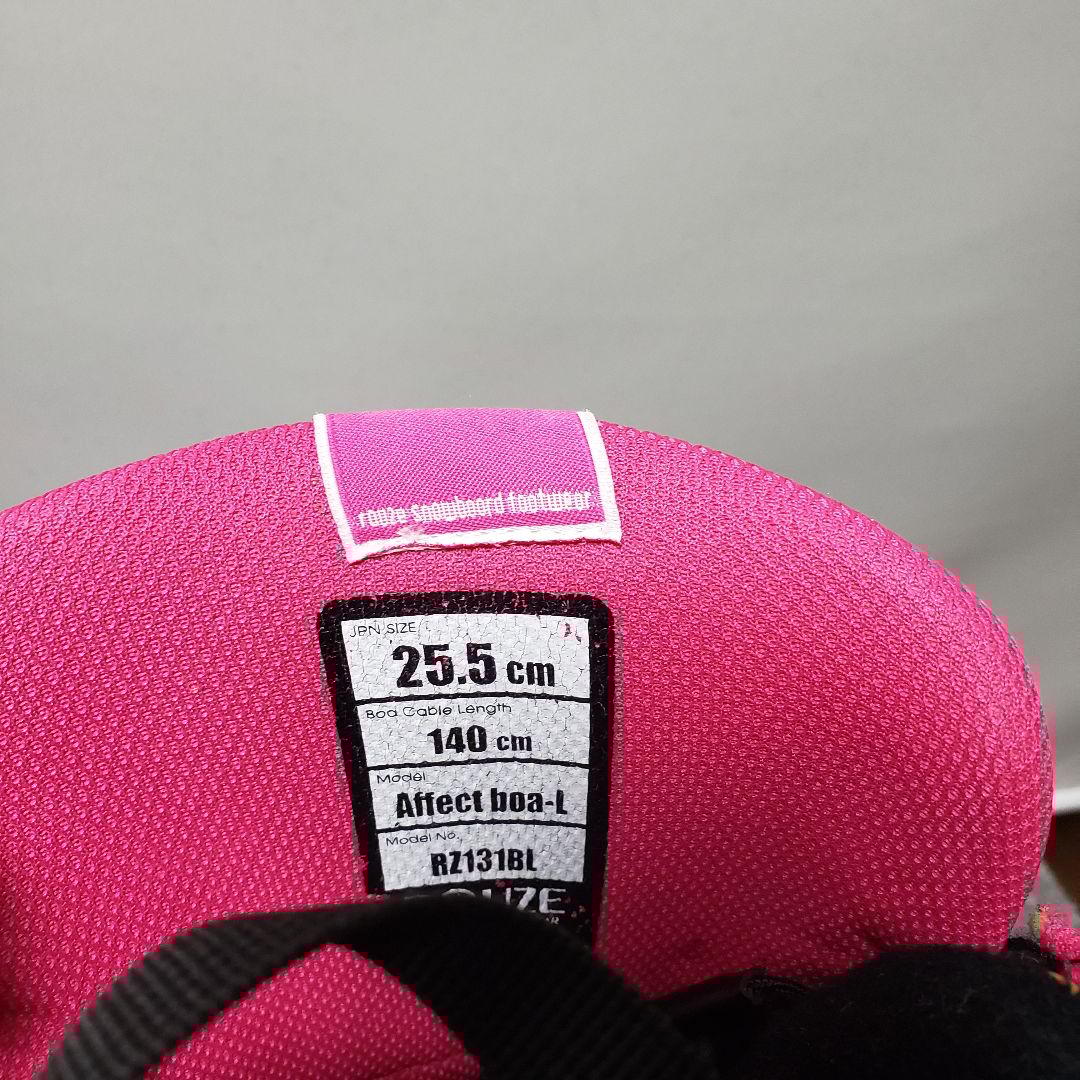 rouze snowboard footwear
JPN SIZE
25.5 cm
Boa Cable Length
140 cm
Model
Affect boa-L
Model No.
RZ131BL